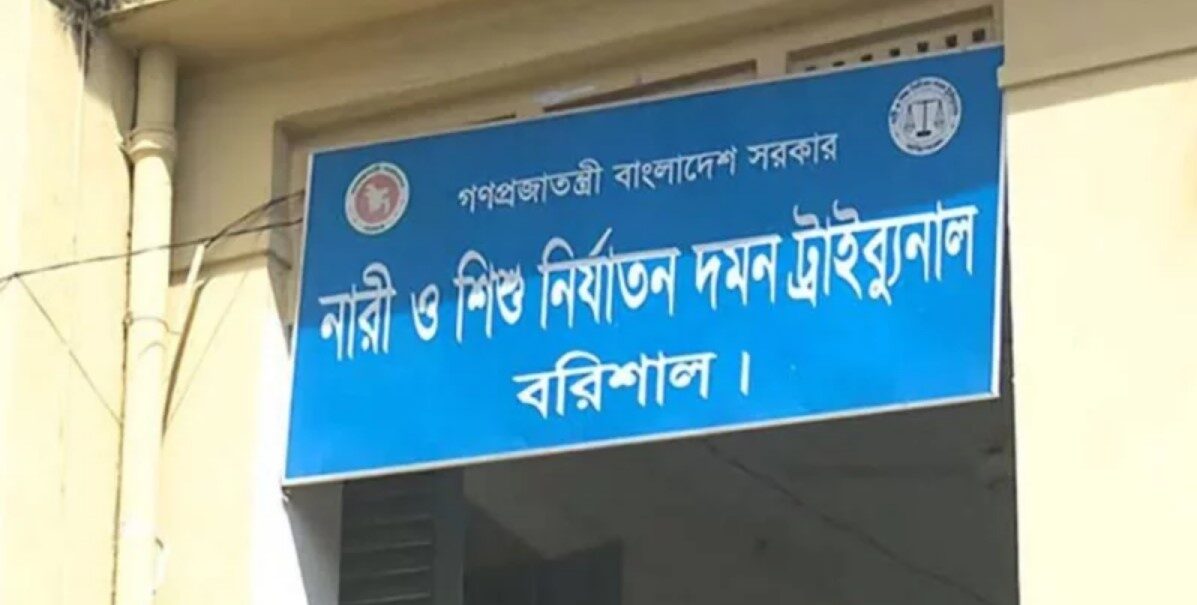 গণপ্রজাতন্ত্রী বাংলাদেশ সরকার
নারী ও শিশু নির্যাতন দমন ট্রাইব্যুনাল
বরিশাল।